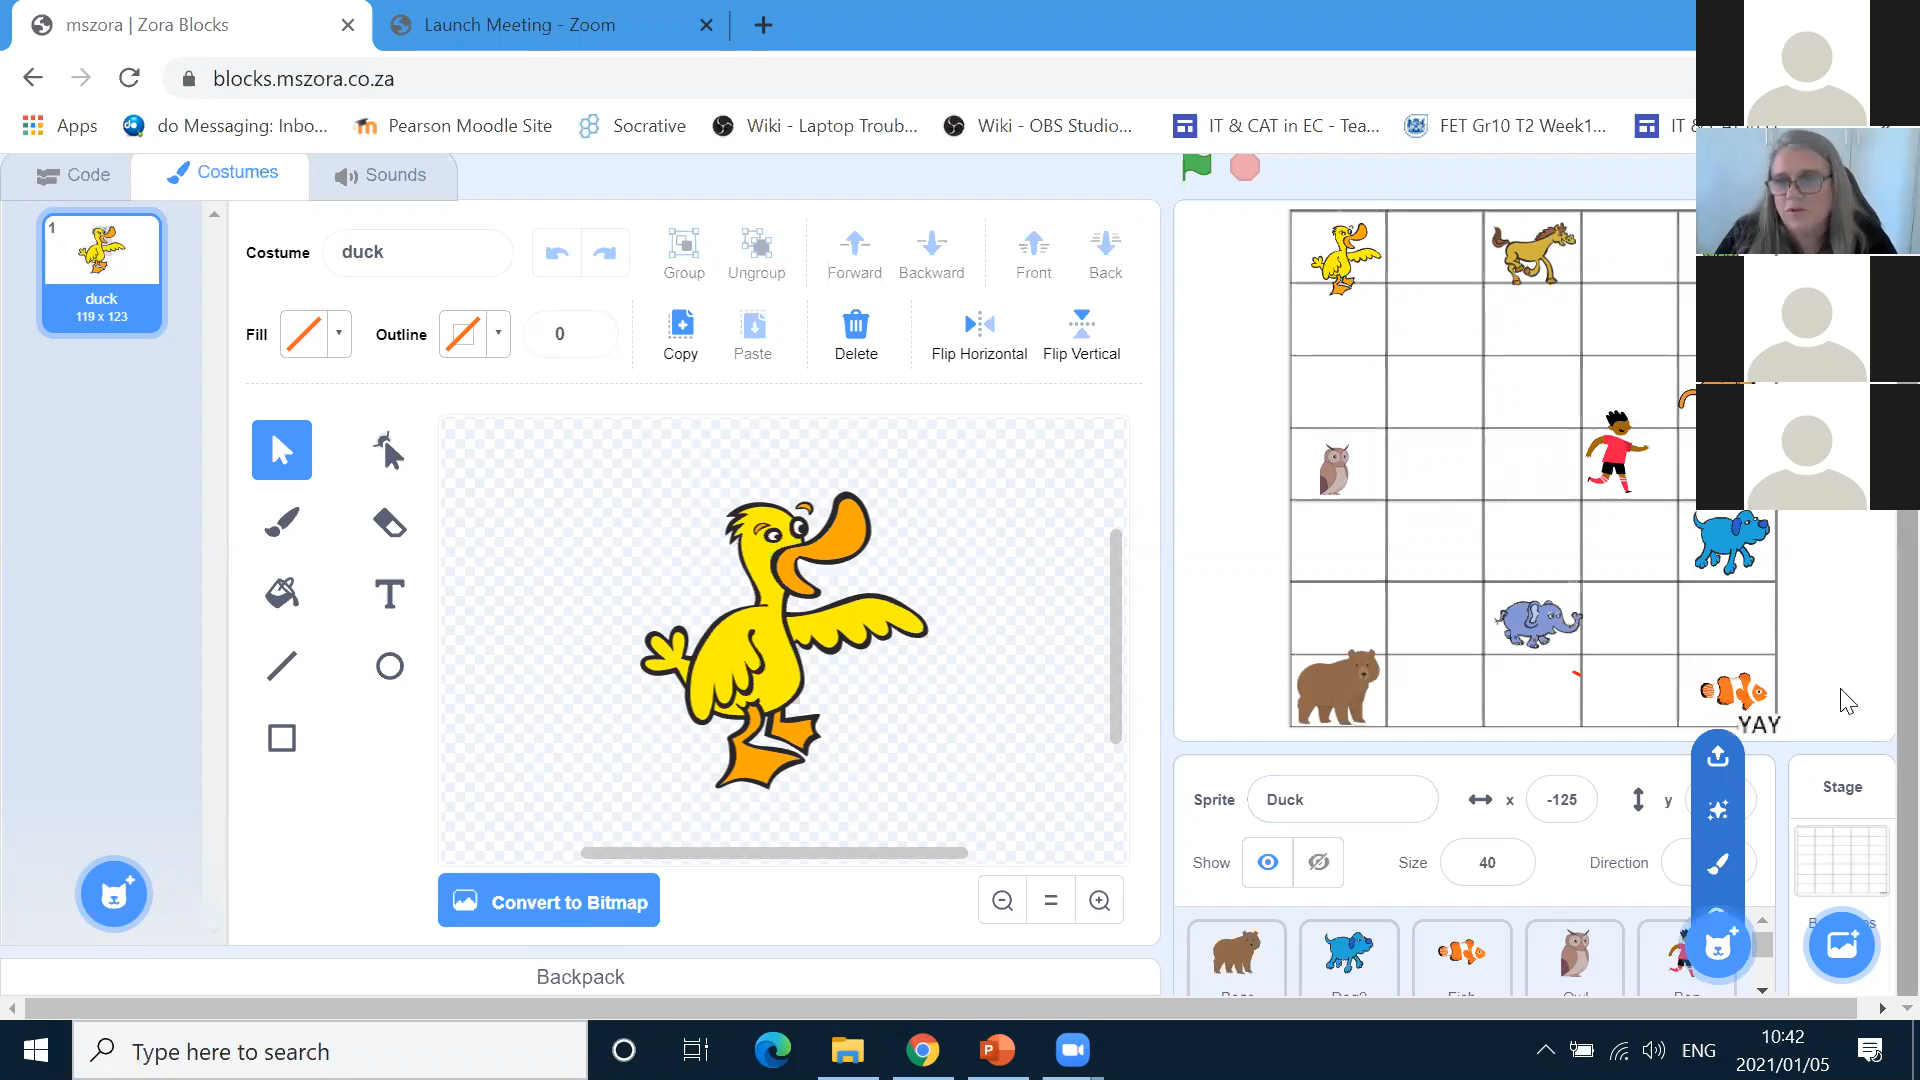 mszora | Zora Blocks
Launch Meeting - Zoom
blocks.mszora.co.za
Apps
do Messaging: Inbo...
Pearson Moodle Site
Socrative
Wiki - Laptop Troub...
Wiki - OBS Studio...
IT & CAT in EC - Tea...
FET Gr10 T2 Week1...
Code
Costumes
Sounds
1
duck
119 x 123
Costume
duck
Group
Ungroup
Forward
Backward
Front
Back
Fill
Outline
0
Copy
Paste
Delete
Flip Horizontal
Flip Vertical
Convert to Bitmap
Backpack
YAY
Sprite
Duck
x
-125
y
Show
Size
40
Direction
Stage
Type here to search
ENG
10:42
2021/01/05